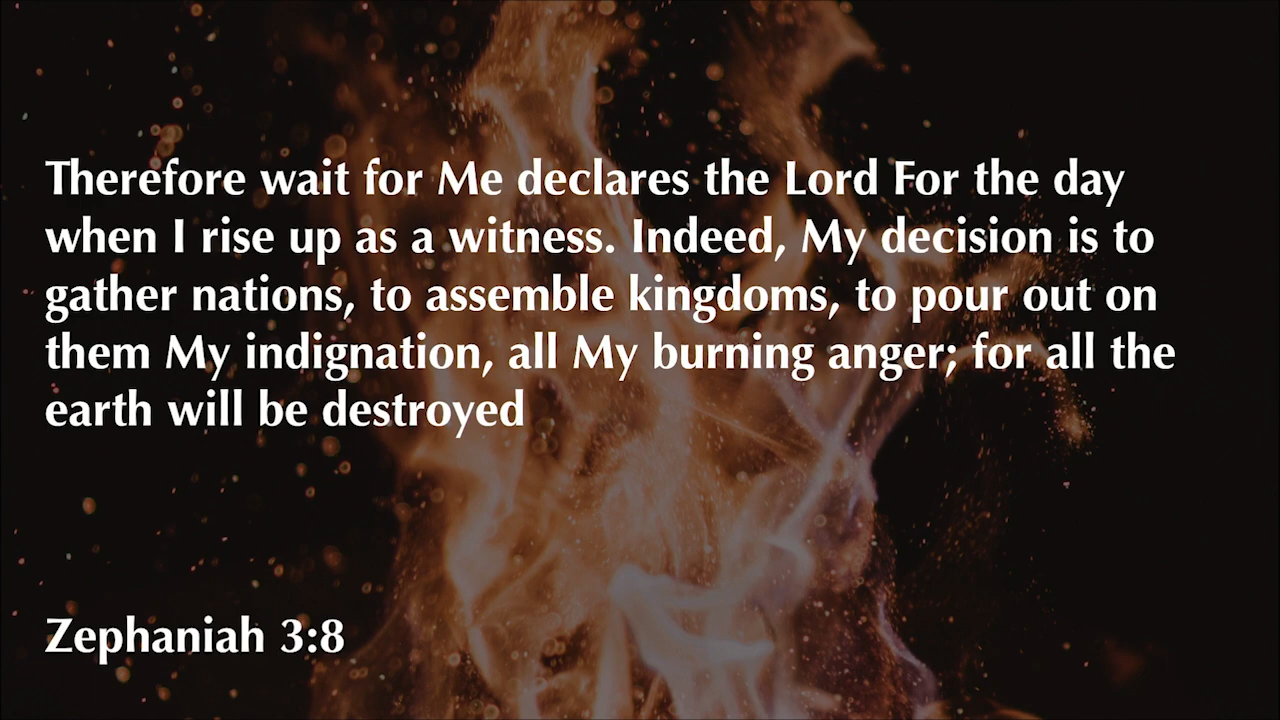 Therefore wait for Me declares the Lord For the day
when I rise up as a witness. Indeed, My decision is to
gather nations, to assemble kingdoms, to pour out on
them My indignation, all My burning anger; for all the
earth will be destroyed
Zephaniah 3:8